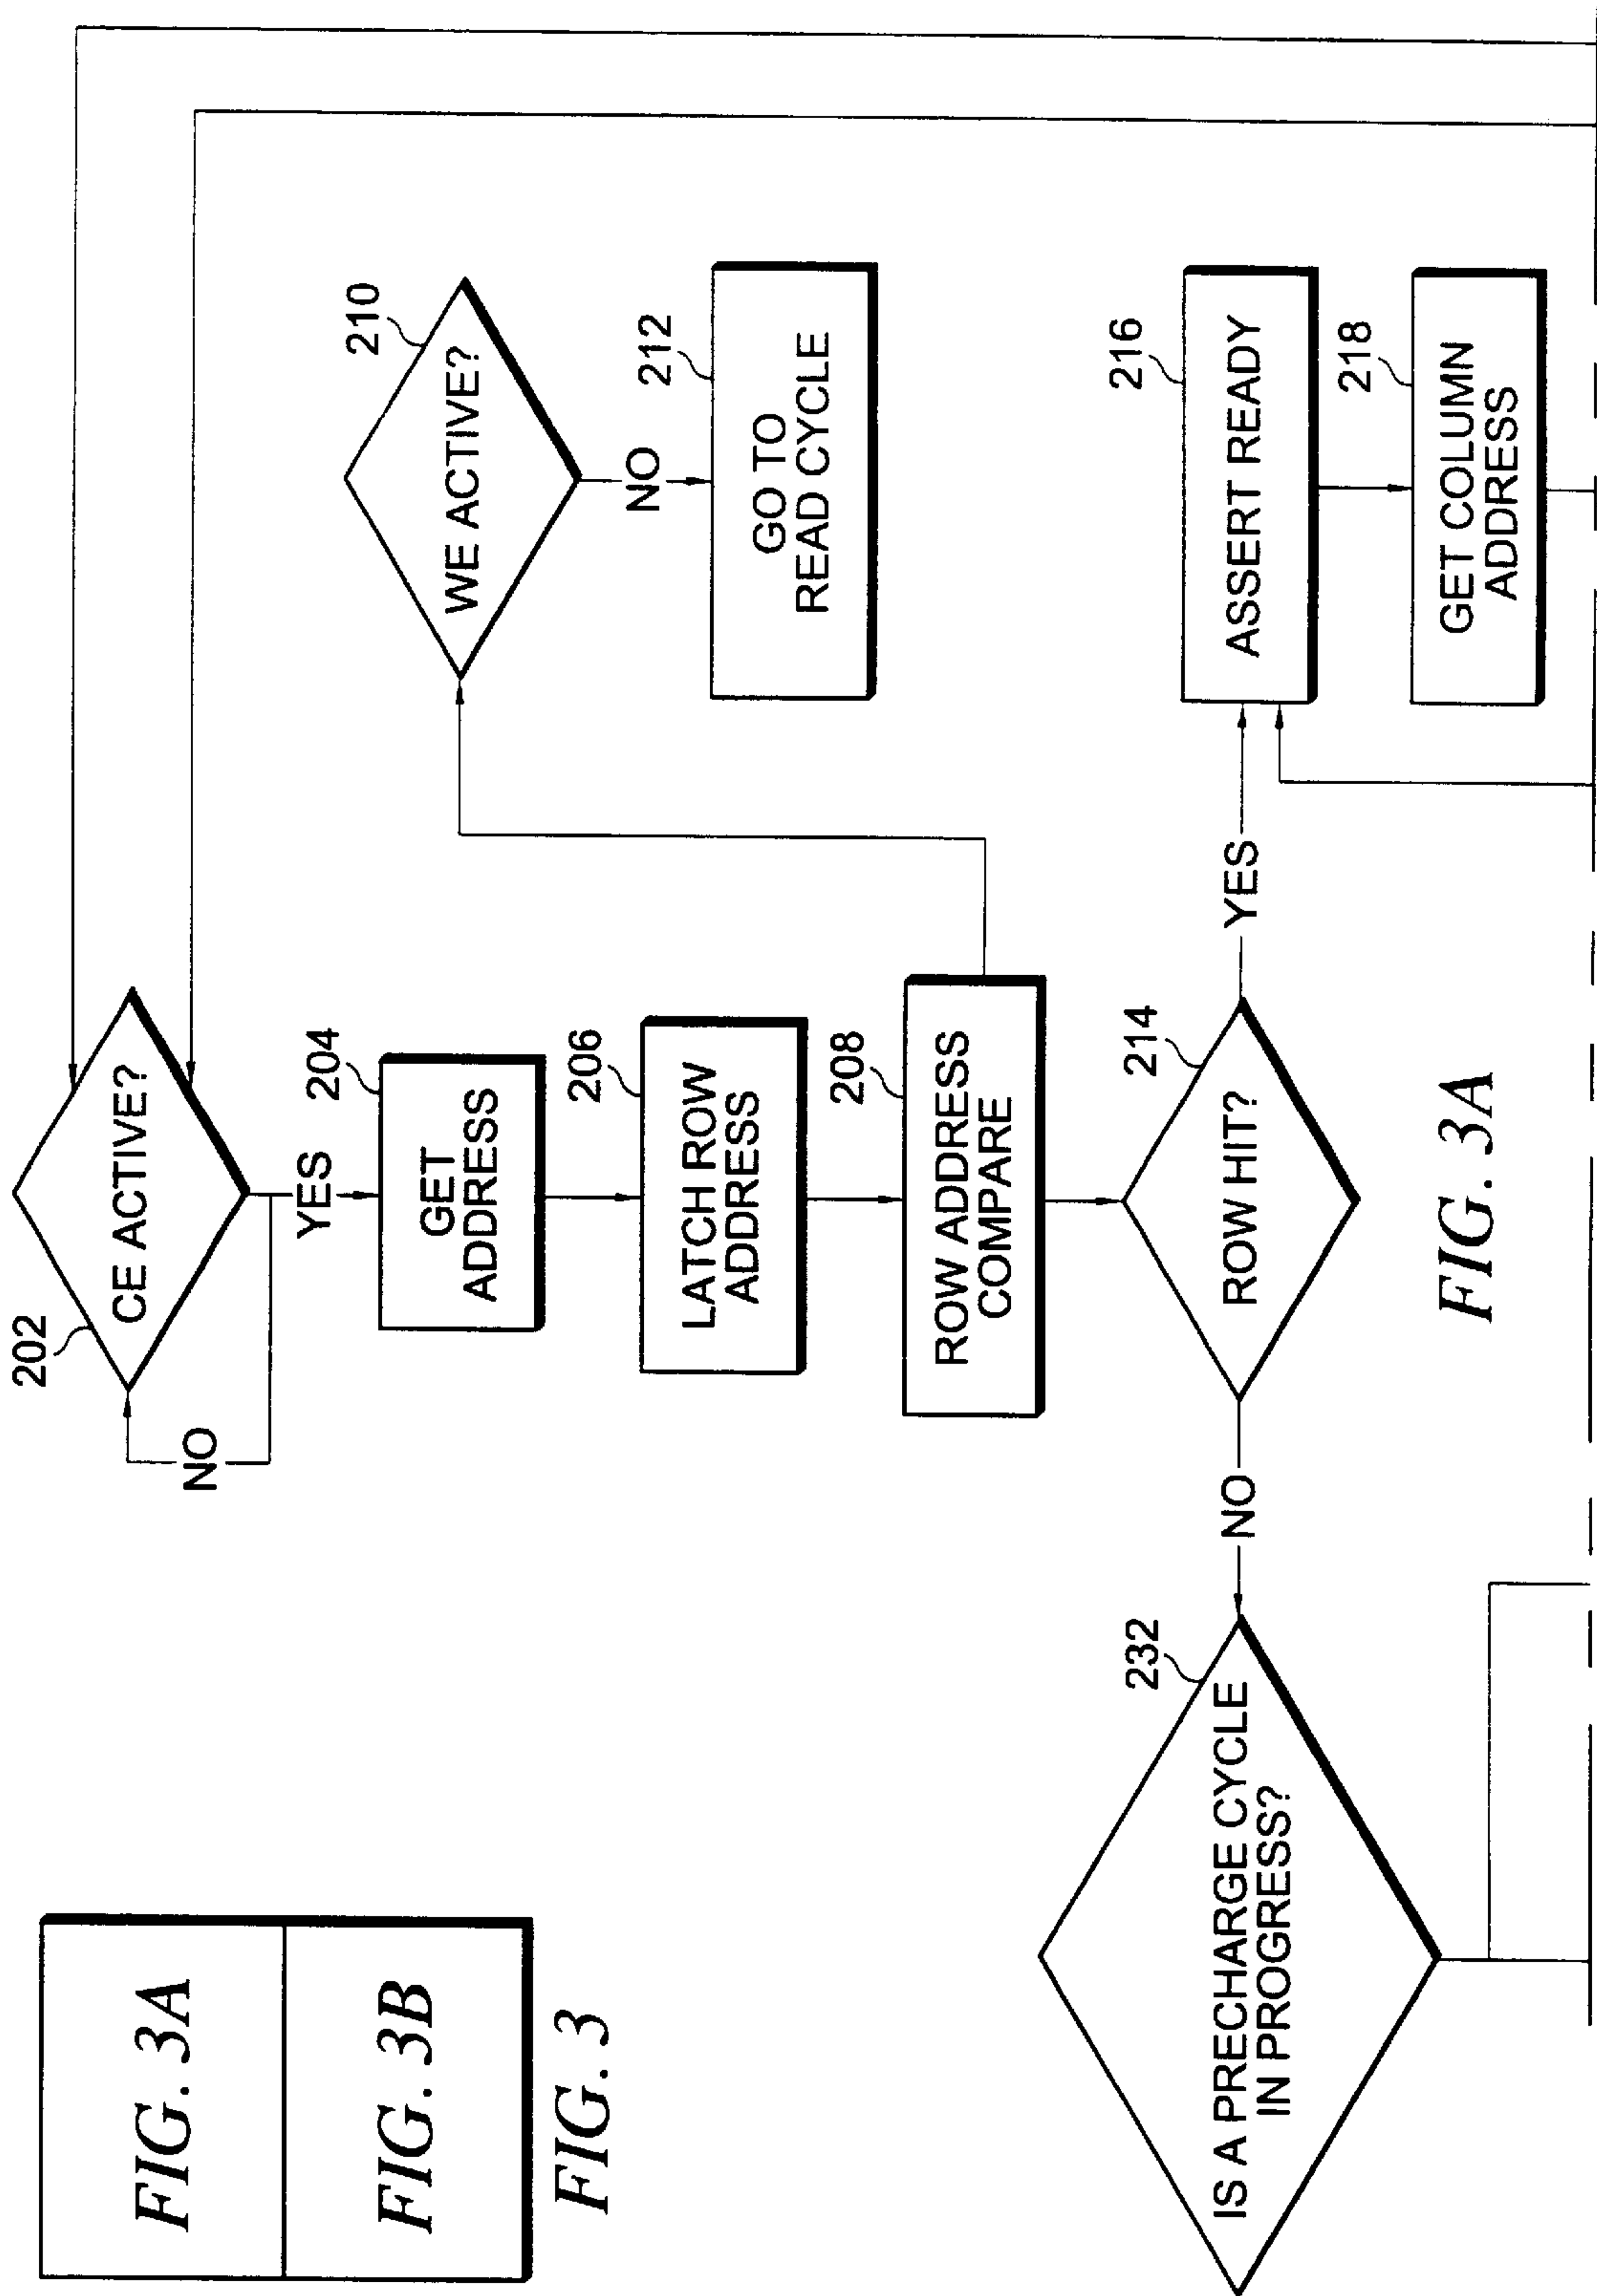 FIG. 3A
FIG. 3B
FIG. 3
202
CE ACTIVE?
NO
YES
204
GET
ADDRESS
206
LATCH ROW
ADDRESS
208
ROW ADDRESS
COMPARE
210
WE ACTIVE?
NO
212
GO TO
READ CYCLE
214
ROW HIT?
YES
216
ASSERT READY
218
GET COLUMN
ADDRESS
NO
232
IS A PRECHARGE CYCLE
IN PROGRESS?
FIG. 3A